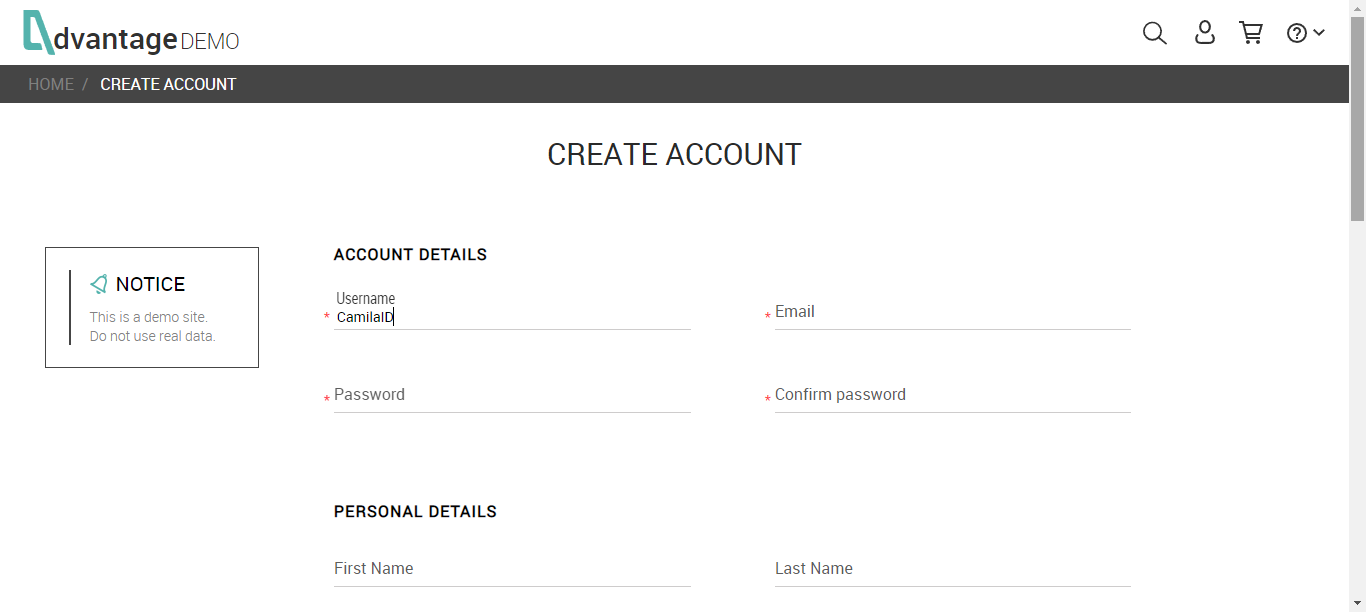 dvantage DEMO
HOME / CREATE ACCOUNT
CREATE ACCOUNT
NOTICE
This is a demo site.
Do not use real data.
ACCOUNT DETAILS
Username
* CamilaID
* Email
* Password
* Confirm password
PERSONAL DETAILS
First Name
Last Name